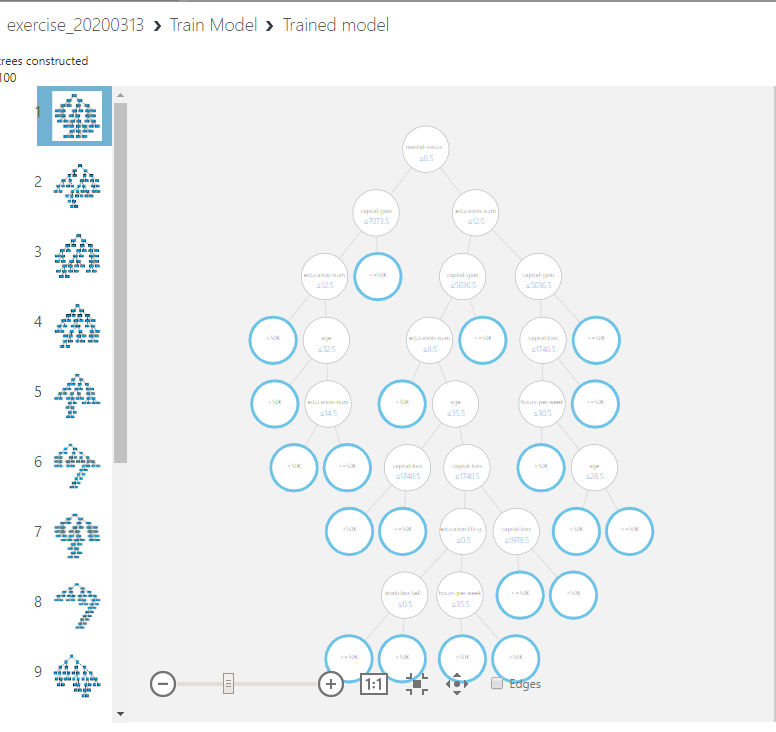 exercise_20200313 › Train Model › Trained model
rees constructed
100
1
2
3
4
5
6
7
8
9
marital-status...
≤0.5
capital-gain
≤7073.5
education-num
≤12.5
education-num
≤12.5
<=50K
capital-gain
≤5036.5
capital-gain
≤5036.5
>50K
age
≤32.5
education-num
≤8.5
<=50K
capital-loss
≤1740.5
<=50K
>50K
education-num
≤14.5
>50K
age
≤35.5
hours-per-week
≤30.5
<=50K
>50K
<=50K
capital-loss
≤1740.5
capital-loss
≤1740.5
>50K
age
≤28.5
>50K
<=50K
education.HS-g...
≤0.5
capital-loss
≤1978.5
>50K
<=50K
workclass.Self...
≤0.5
hours-per-week
≤35.5
<=50K
>50K
<=50K
>50K
>50K
>50K
1:1
Edges